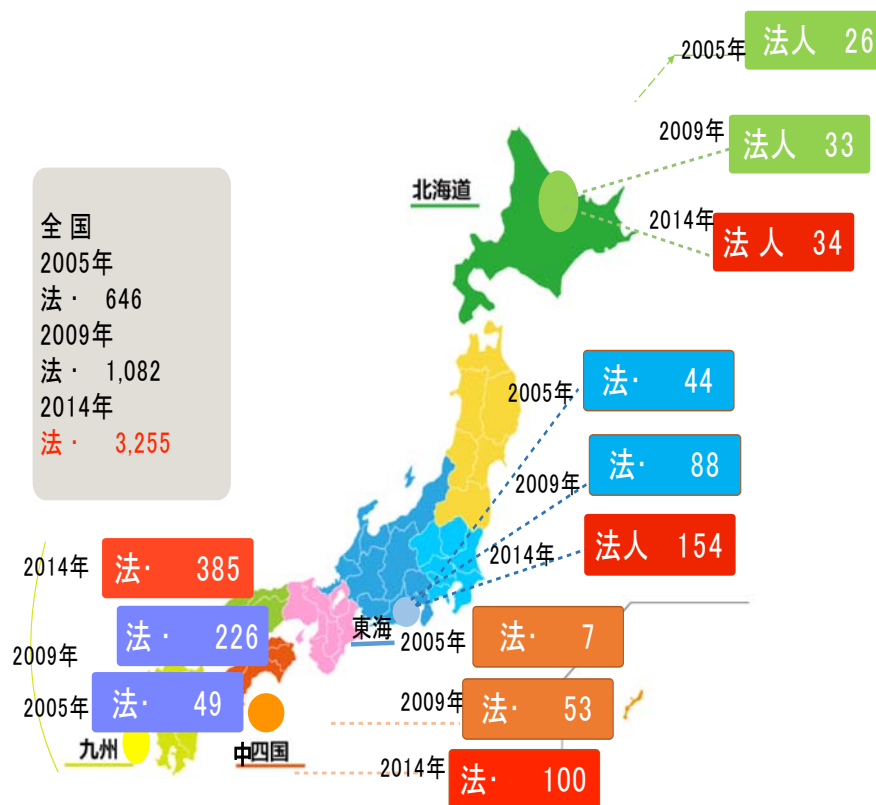 2005年 法人 26
2009年 法人 33
北海道
2014年 法人 34
全国
2005年
法・ 646
2009年
法・ 1,082
2014年
法・ 3,255
2005年 法・ 44
2009年 法・ 88
2014年 法人 154
2014年 法・ 385
2009年 法・ 226
2005年 法・ 49
九州
東海
2005年 法・ 7
2009年 法・ 53
中四国
2014年 法・ 100